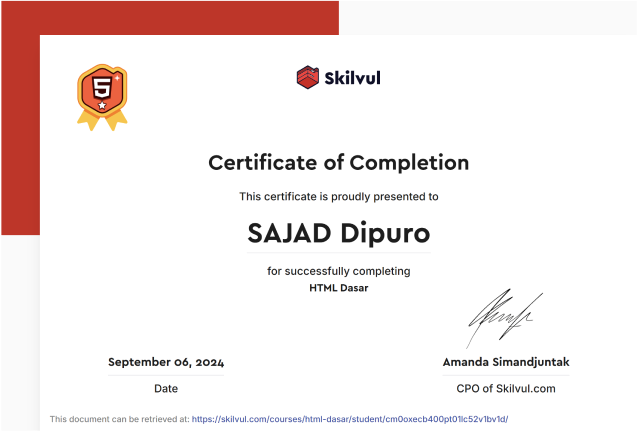 Skilvul
Certificate of Completion
This certificate is proudly presented to
SAJAD Dipuro
for successfully completing
HTML Dasar
September 06, 2024
Amanda Simandjuntak
Date
CPO of Skilvul.com
This document can be retrieved at: https://skilvul.com/courses/html-dasar/student/cm0oxecb400pt01lc52v1bv1d/